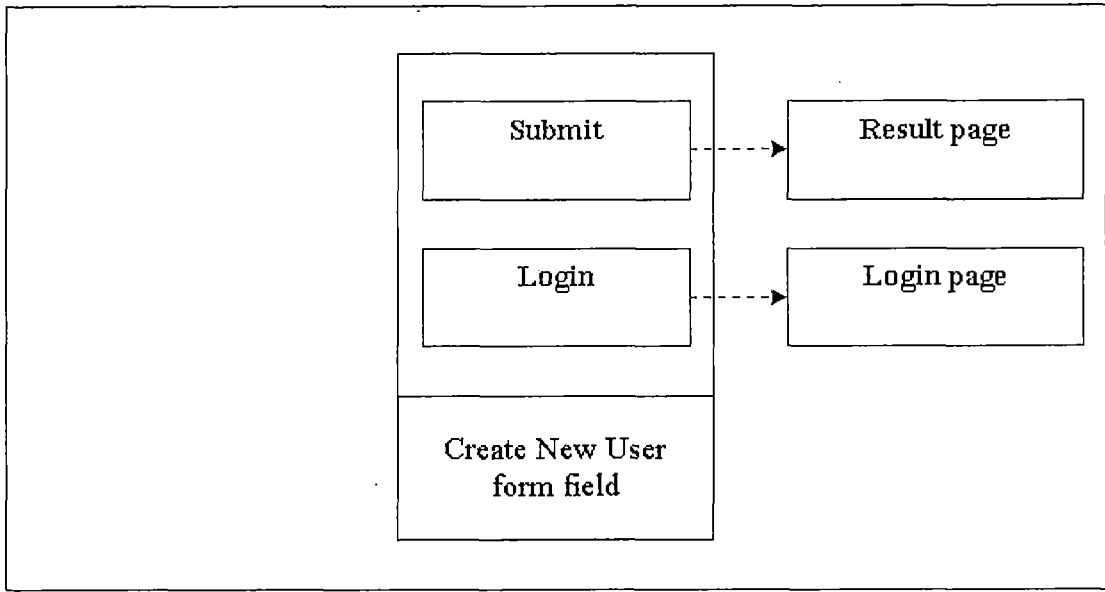 Submit
Result page
Login
Login page
Create New User
form field